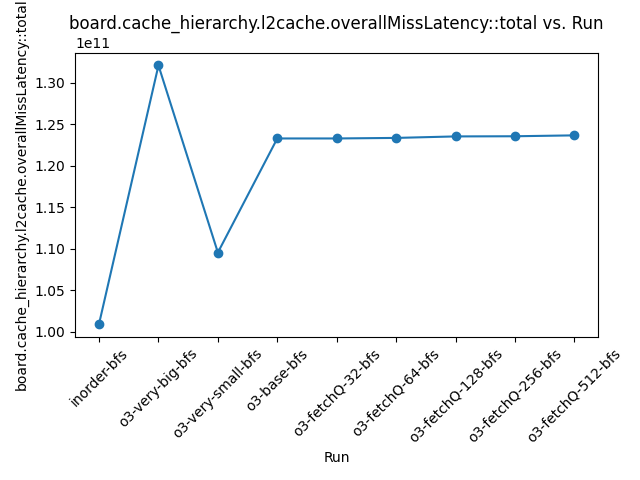 board.cache_hierarchy.l2cache.overallMissLatency::total vs. Run
1e11
board.cache_hierarchy.l2cache.overallMissLatency::total
1.30
1.25
1.20
1.15
1.10
1.05
1.00
inorder-bfs
o3-very-big-bfs
o3-very-small-bfs
o3-base-bfs
o3-fetchQ-32-bfs
o3-fetchQ-64-bfs
o3-fetchQ-128-bfs
o3-fetchQ-256-bfs
o3-fetchQ-512-bfs
Run